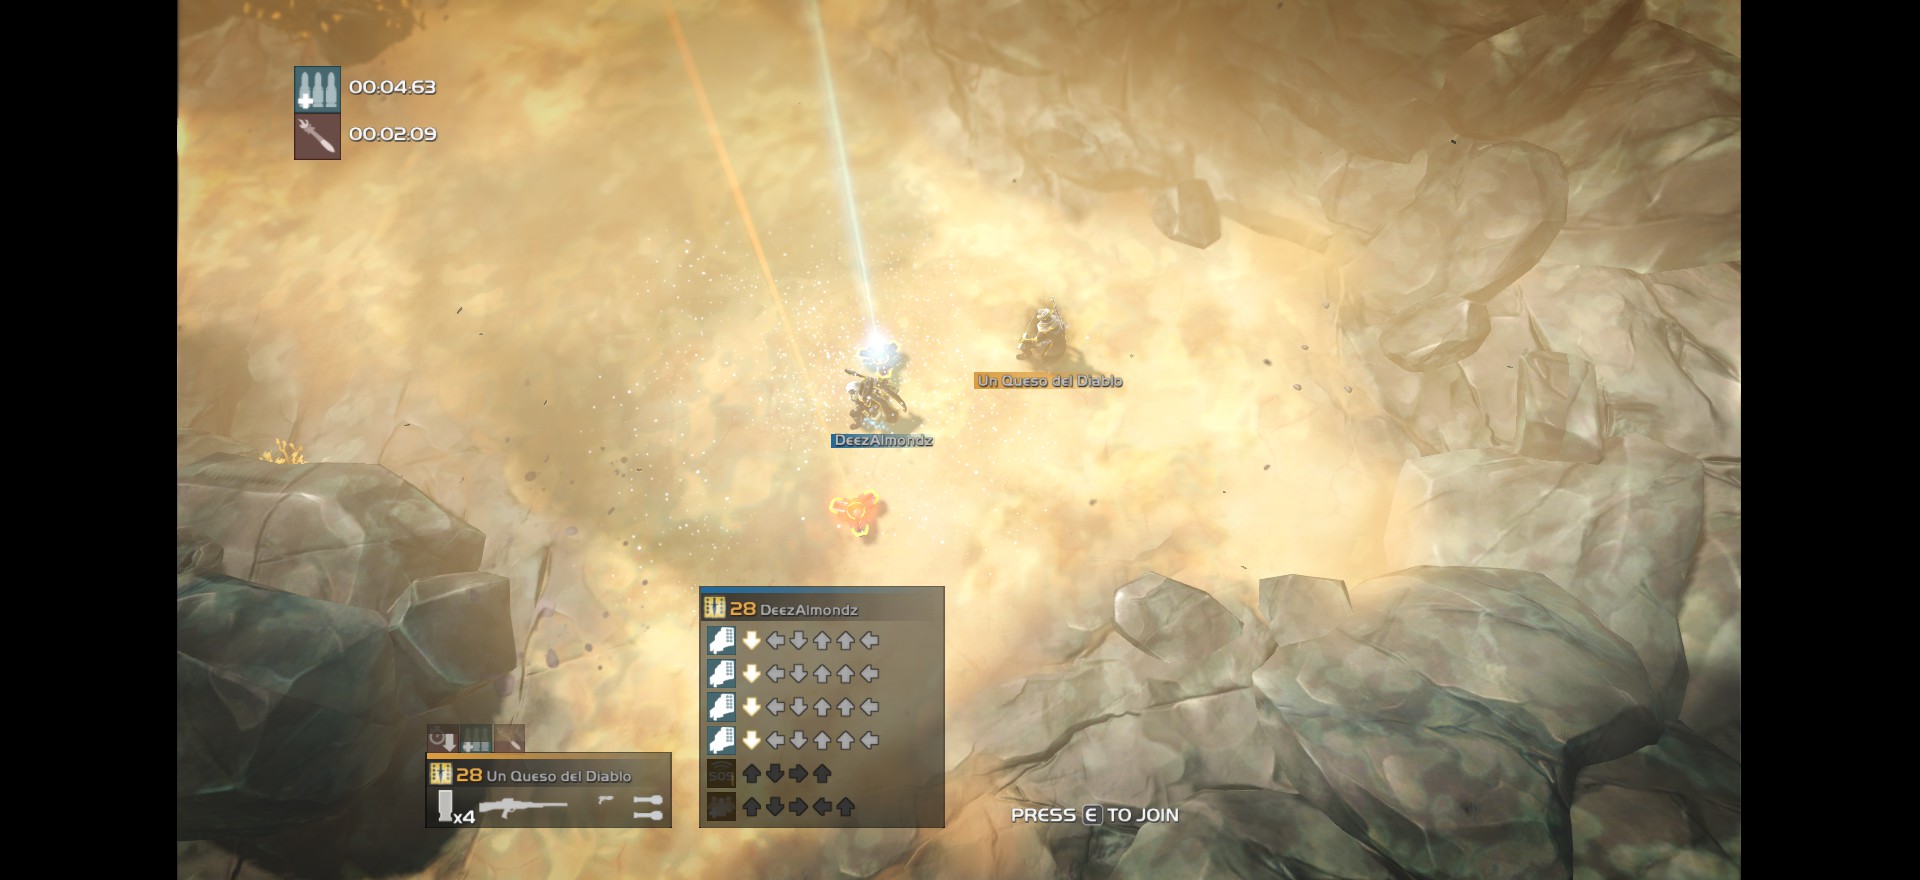 00:04:63
00:02:09
Un Queso del Diablo
DeezAlmondz
28 DeezAlmondz
SOS
28 Un Queso del Diablo
x4
PRESS E TO JOIN